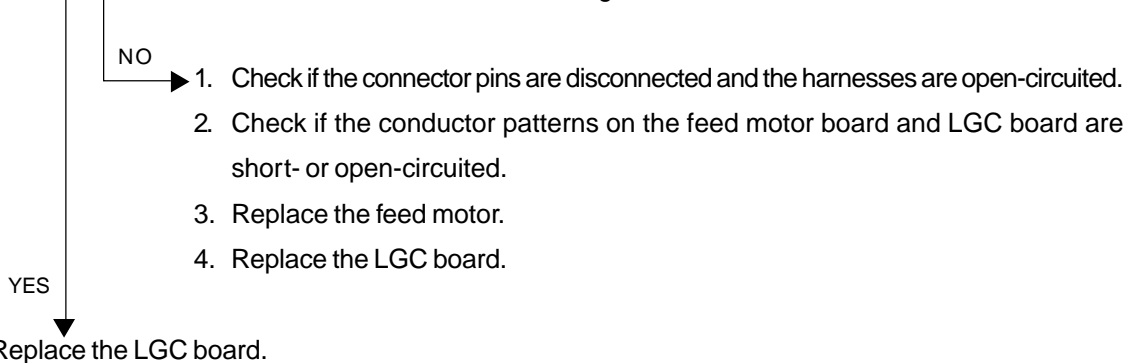 NO
1. Check if the connector pins are disconnected and the harnesses are open-circuited.
2. Check if the conductor patterns on the feed motor board and LGC board are
short- or open-circuited.
3. Replace the feed motor.
4. Replace the LGC board.
YES
Replace the LGC board.